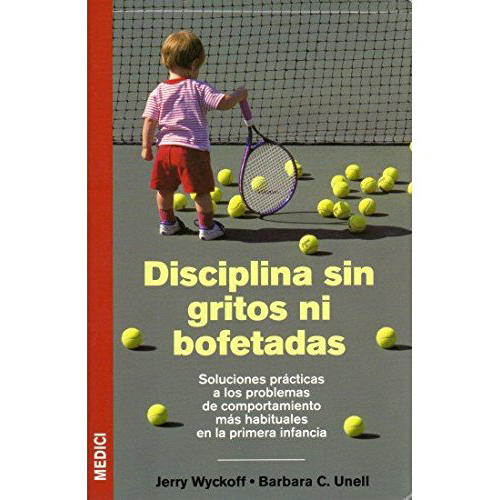 Disciplina sin
gritos ni
bofetadas
Soluciones prácticas
a los problemas
de comportamiento
más habituales
en la primera infancia
Jerry Wyckoff • Barbara C. Unell
MEDICI